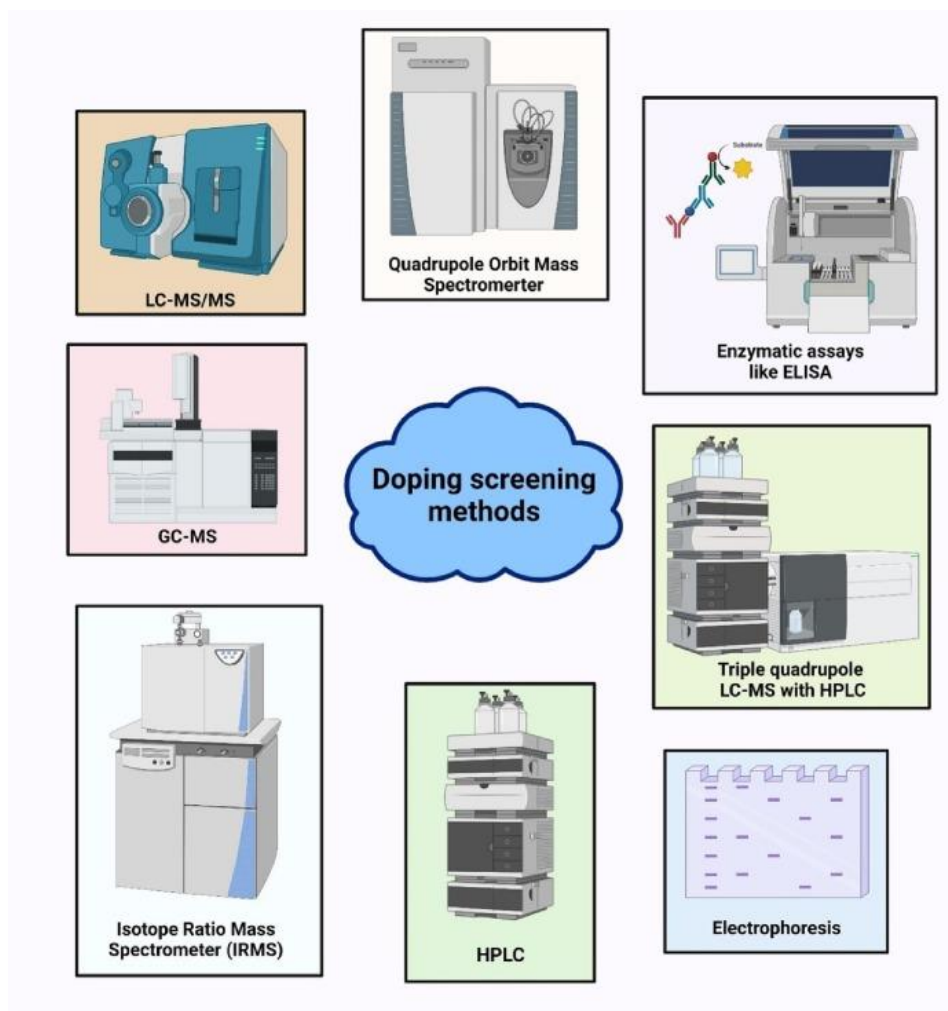 Quadrupole Orbit Mass
Spectromerter
LC-MS/MS
Substrate
Enzymatic assays
like ELISA
GC-MS
Doping screening
methods
Triple quadrupole
LC-MS with HPLC
Isotope Ratio Mass
Spectrometer (IRMS)
HPLC
Electrophoresis